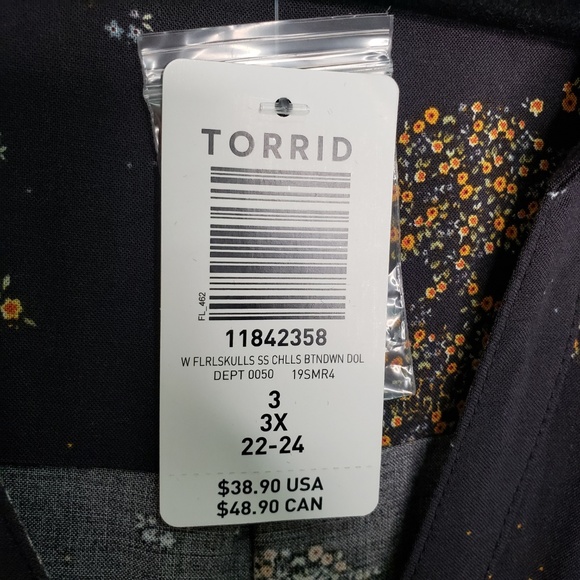 TORRID
FL_462
11842358
W FLRLSKULLS SS CHLLS BTNDWN DOL
DEPT 0050 19SMR4
3
3X
22-24
$38.90 USA
$48.90 CAN